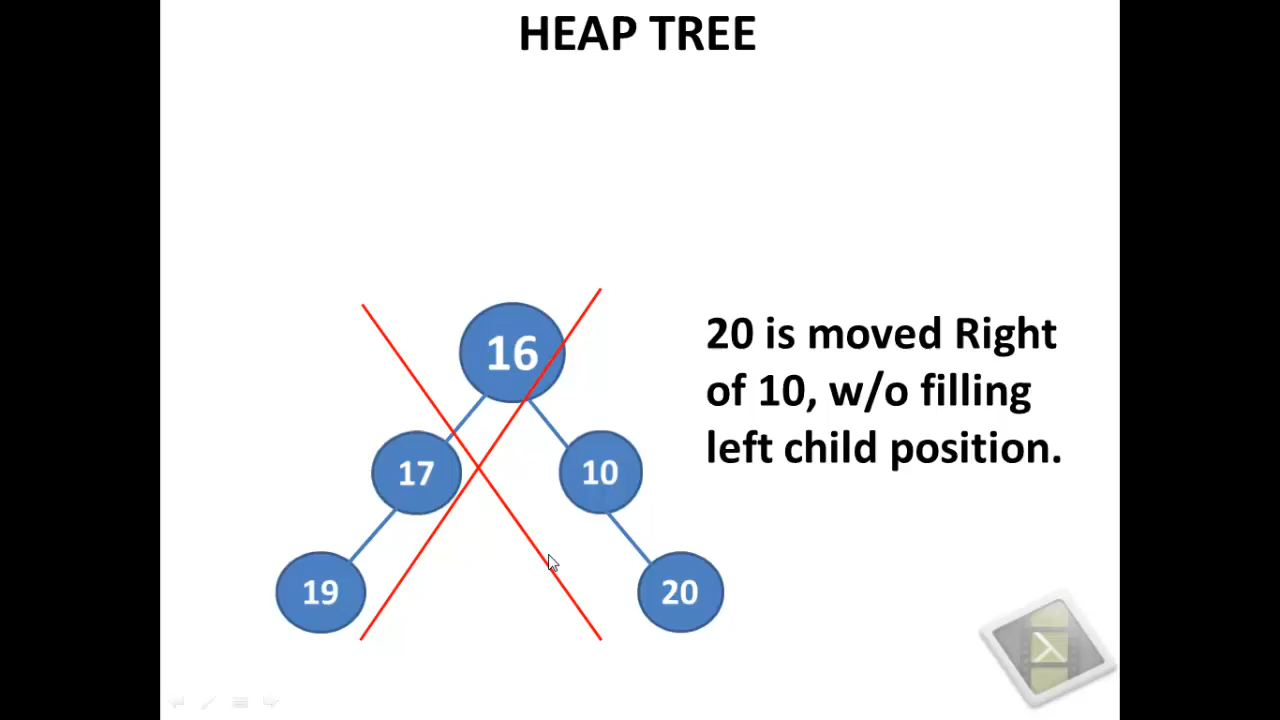 HEAP TREE
16
17
10
19
20
20 is moved Right
of 10, w/o filling
left child position.